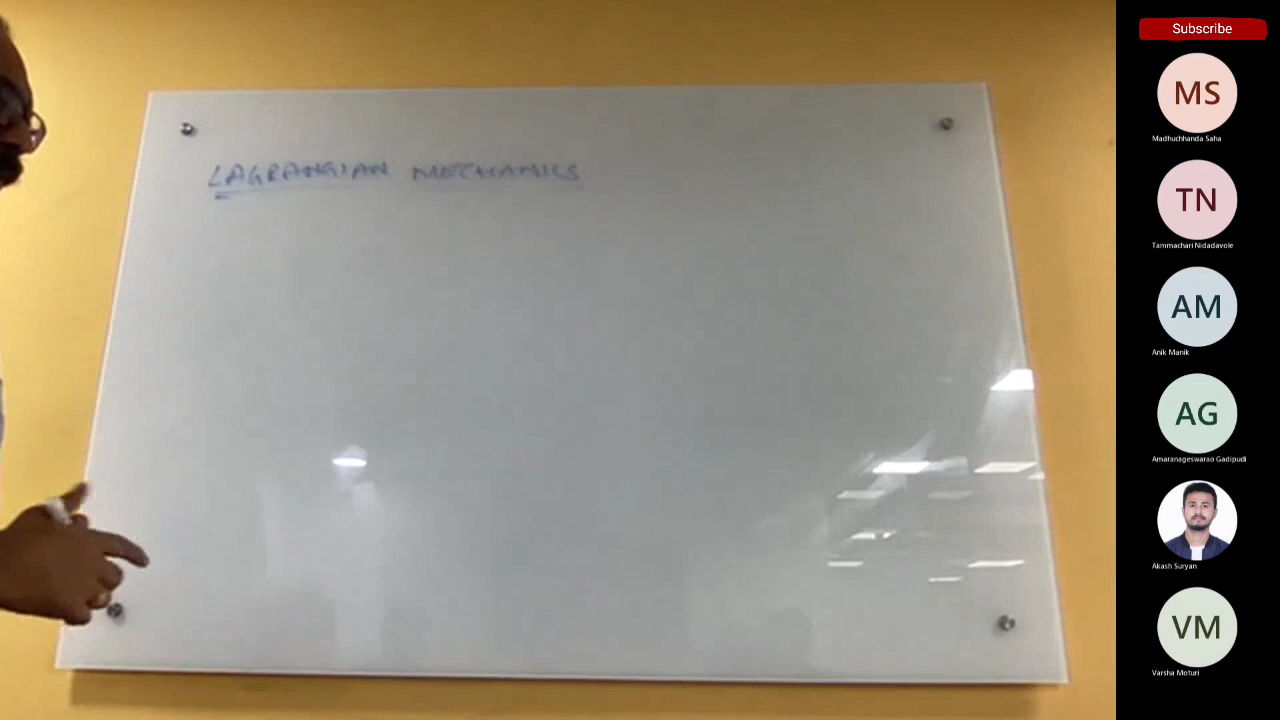 LAGRANGIAN MECHANICS
Subscribe
MS
Madhuchhanda Saha
TN
Tammachari Nidadavole
AM
Anik Manik
AG
Amaranageswarao Gadipudi
Akash Suryan
VM
Varsha Moturi